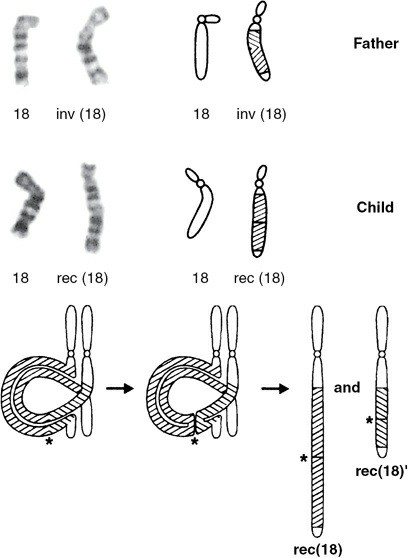 Father
18 inv (18) 18 inv (18)
Child
18 rec (18) 18 rec (18)
and
*
*
*
*
rec(18)'
rec(18)